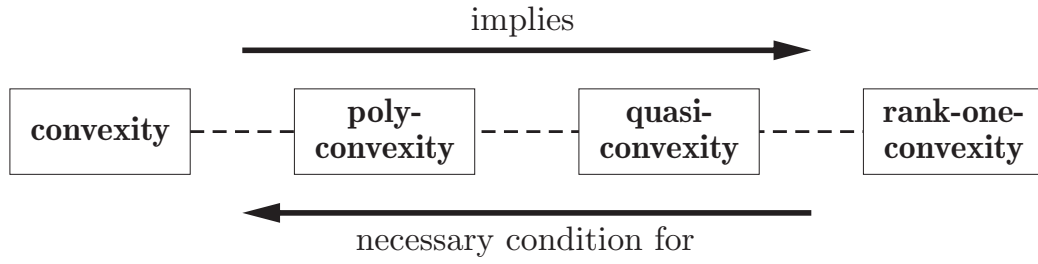 implies
convexity
poly-
convexity
quasi-
convexity
rank-one-
convexity
necessary condition for